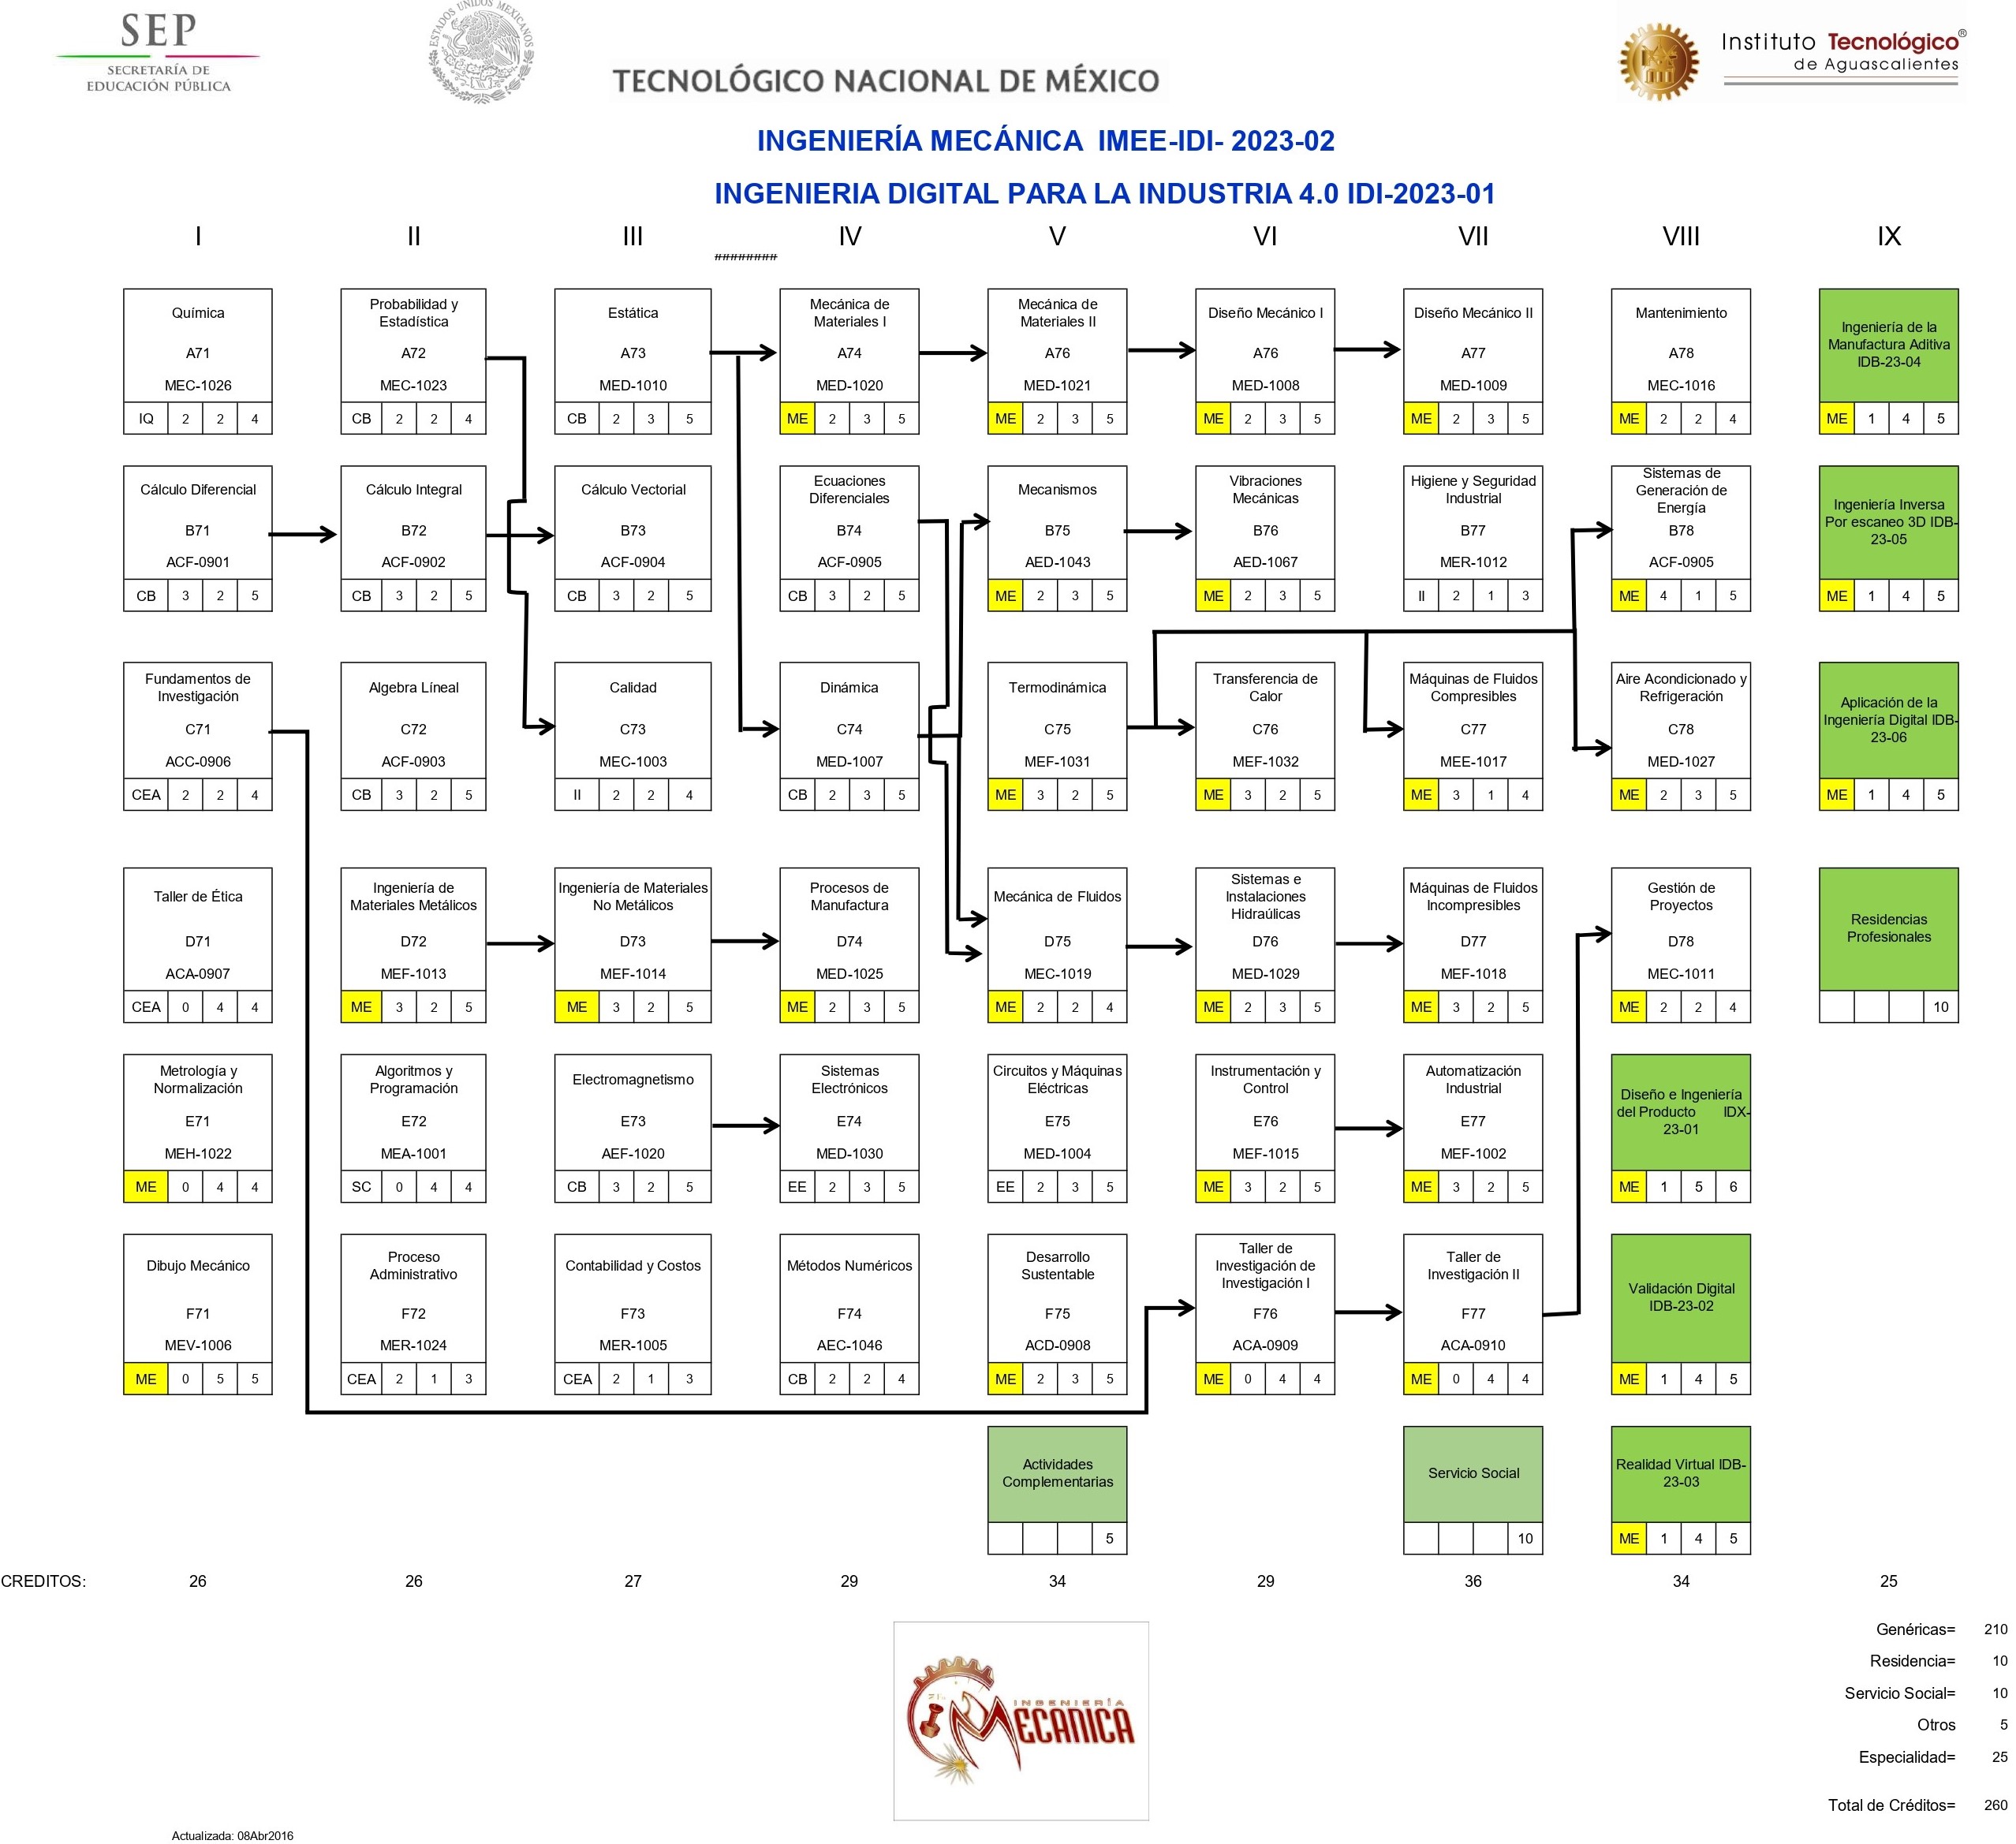 SEP
SECRETARÍA DE
EDUCACIÓN PÚBLICA
ESTADOS UNIDOS MEXICANOS
TECNOLÓGICO NACIONAL DE MÉXICO
Instituto Tecnológico®
de Aguascalientes
INGENIERÍA MECÁNICA IMEE-IDI- 2023-02
INGENIERIA DIGITAL PARA LA INDUSTRIA 4.0 IDI-2023-01
I II III IV V VI VII VIII IX
########
Química
A71
MEC-1026
IQ 2 2 4
Probabilidad y
Estadística
A72
MEC-1023
CB 2 2 4
Estática
A73
MED-1010
CB 2 3 5
Mecánica de
Materiales I
A74
MED-1020
ME 2 3 5
Mecánica de
Materiales II
A76
MED-1021
ME 2 3 5
Diseño Mecánico I
A76
MED-1008
ME 2 3 5
Diseño Mecánico II
A77
MED-1009
ME 2 3 5
Mantenimiento
A78
MEC-1016
ME 2 2 4
Ingeniería de la
Manufactura Aditiva
IDB-23-04
ME 1 4 5
Cálculo Diferencial
B71
ACF-0901
CB 3 2 5
Cálculo Integral
B72
ACF-0902
CB 3 2 5
Cálculo Vectorial
B73
ACF-0904
CB 3 2 5
Ecuaciones
Diferenciales
B74
ACF-0905
CB 3 2 5
Mecanismos
B75
AED-1043
ME 2 3 5
Vibraciones
Mecánicas
B76
AED-1067
ME 2 3 5
Higiene y Seguridad
Industrial
B77
MER-1012
II 2 1 3
Sistemas de
Generación de
Energía
B78
ACF-0905
ME 4 1 5
Ingeniería Inversa
Por escaneo 3D IDB-
23-05
ME 1 4 5
Fundamentos de
Investigación
C71
ACC-0906
CEA 2 2 4
Algebra Líneal
C72
ACF-0903
CB 3 2 5
Calidad
C73
MEC-1003
II 2 2 4
Dinámica
C74
MED-1007
CB 2 3 5
Termodinámica
C75
MEF-1031
ME 3 2 5
Transferencia de
Calor
C76
MEF-1032
ME 3 2 5
Máquinas de Fluidos
Compresibles
C77
MEE-1017
ME 3 1 4
Aire Acondicionado y
Refrigeración
C78
MED-1027
ME 2 3 5
Aplicación de la
Ingeniería Digital IDB-
23-06
ME 1 4 5
Taller de Ética
D71
ACA-0907
CEA 0 4 4
Ingeniería de
Materiales Metálicos
D72
MEF-1013
ME 3 2 5
Ingeniería de Materiales
No Metálicos
D73
MEF-1014
ME 3 2 5
Procesos de
Manufactura
D74
MED-1025
ME 2 3 5
Mecánica de Fluidos
D75
MEC-1019
ME 2 2 4
Sistemas e
Instalaciones
Hidraúlicas
D76
MED-1029
ME 2 3 5
Máquinas de Fluidos
Incompresibles
D77
MEF-1018
ME 3 2 5
Gestión de
Proyectos
D78
MEC-1011
ME 2 2 4
Residencias
Profesionales
10
Metrología y
Normalización
E71
MEH-1022
ME 0 4 4
Algoritmos y
Programación
E72
MEA-1001
SC 0 4 4
Electromagnetismo
E73
AEF-1020
CB 3 2 5
Sistemas
Electrónicos
E74
MED-1030
EE 2 3 5
Circuitos y Máquinas
Eléctricas
E75
MED-1004
EE 2 3 5
Instrumentación y
Control
E76
MEF-1015
ME 3 2 5
Automatización
Industrial
E77
MEF-1002
ME 3 2 5
Diseño e Ingeniería
del Producto IDX-
23-01
ME 1 5 6
Dibujo Mecánico
F71
MEV-1006
ME 0 5 5
Proceso
Administrativo
F72
MER-1024
CEA 2 1 3
Contabilidad y Costos
F73
MER-1005
CEA 2 1 3
Métodos Numéricos
F74
AEC-1046
CB 2 2 4
Desarrollo
Sustentable
F75
ACD-0908
ME 2 3 5
Taller de
Investigación de
Investigación I
F76
ACA-0909
ME 0 4 4
Taller de
Investigación II
F77
ACA-0910
ME 0 4 4
Validación Digital
IDB-23-02
ME 1 4 5
Actividades
Complementarias
5
Servicio Social
10
Realidad Virtual IDB-
23-03
ME 1 4 5
CREDITOS: 26 26 27 29 34 29 36 34 25
Genéricas= 210
Residencia= 10
Servicio Social= 10
Otros 5
Especialidad= 25
Total de Créditos= 260
INGENIERÍA
MECANICA
Actualizada: 08Abr2016